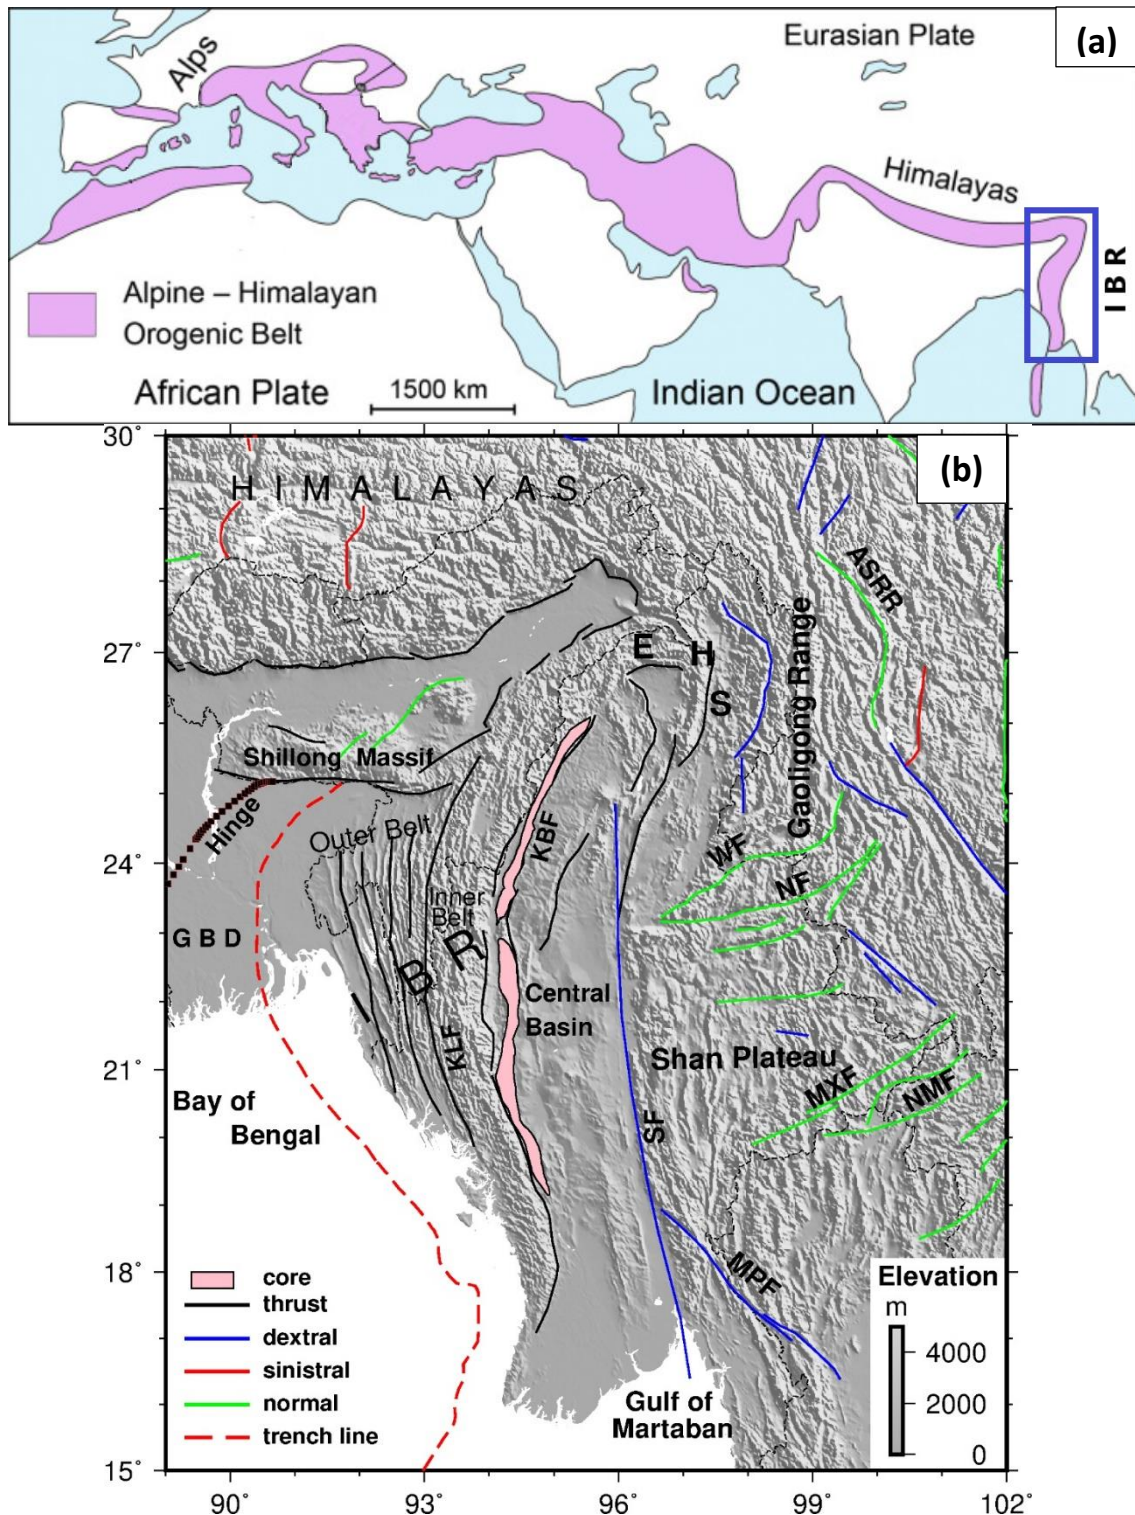 (a)
Eurasian Plate
Alps
Himalayas
I B R
Alpine – Himalayan
Orogenic Belt
African Plate
1500 km
Indian Ocean
(b)
30°
27°
24°
21°
18°
15°
H I M A L A Y A S
ASRR
E H S
Gaoligong Range
Shillong Massif
Hinge
Outer Belt
KBF
WF
NF
Inner
Belt
B R
G B D
Central
Basin
KLF
Shan Plateau
MXF
NMF
SF
Bay of
Bengal
MPF
core
thrust
dextral
sinistral
normal
trench line
Elevation
m
4000
2000
0
Gulf of
Martaban
90°
93°
96°
99°
102°